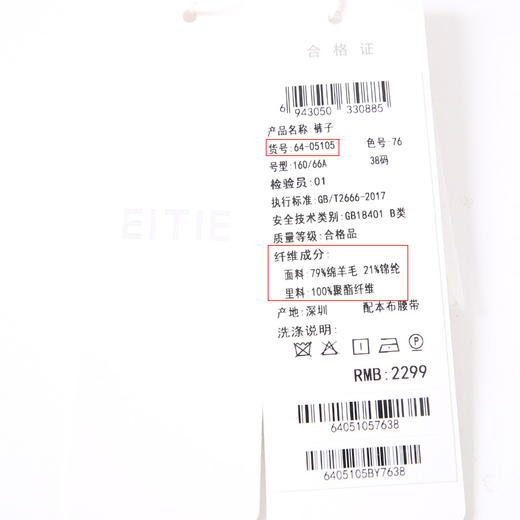 EITIE
合格证
6 943050 330885
产品名称:裤子
货号:64-05105 色号:76
号型:160/66A 38码
检验员:01
执行标准:GB/T2666-2017
安全技术类别:GB18401 B类
质量等级:合格品
纤维成分:
面料:79%绵羊毛 21%锦纶
里料:100%聚酯纤维
产地:深圳 配本布腰带
洗涤说明:
P
RMB:2299
64051057638
6405105BY7638